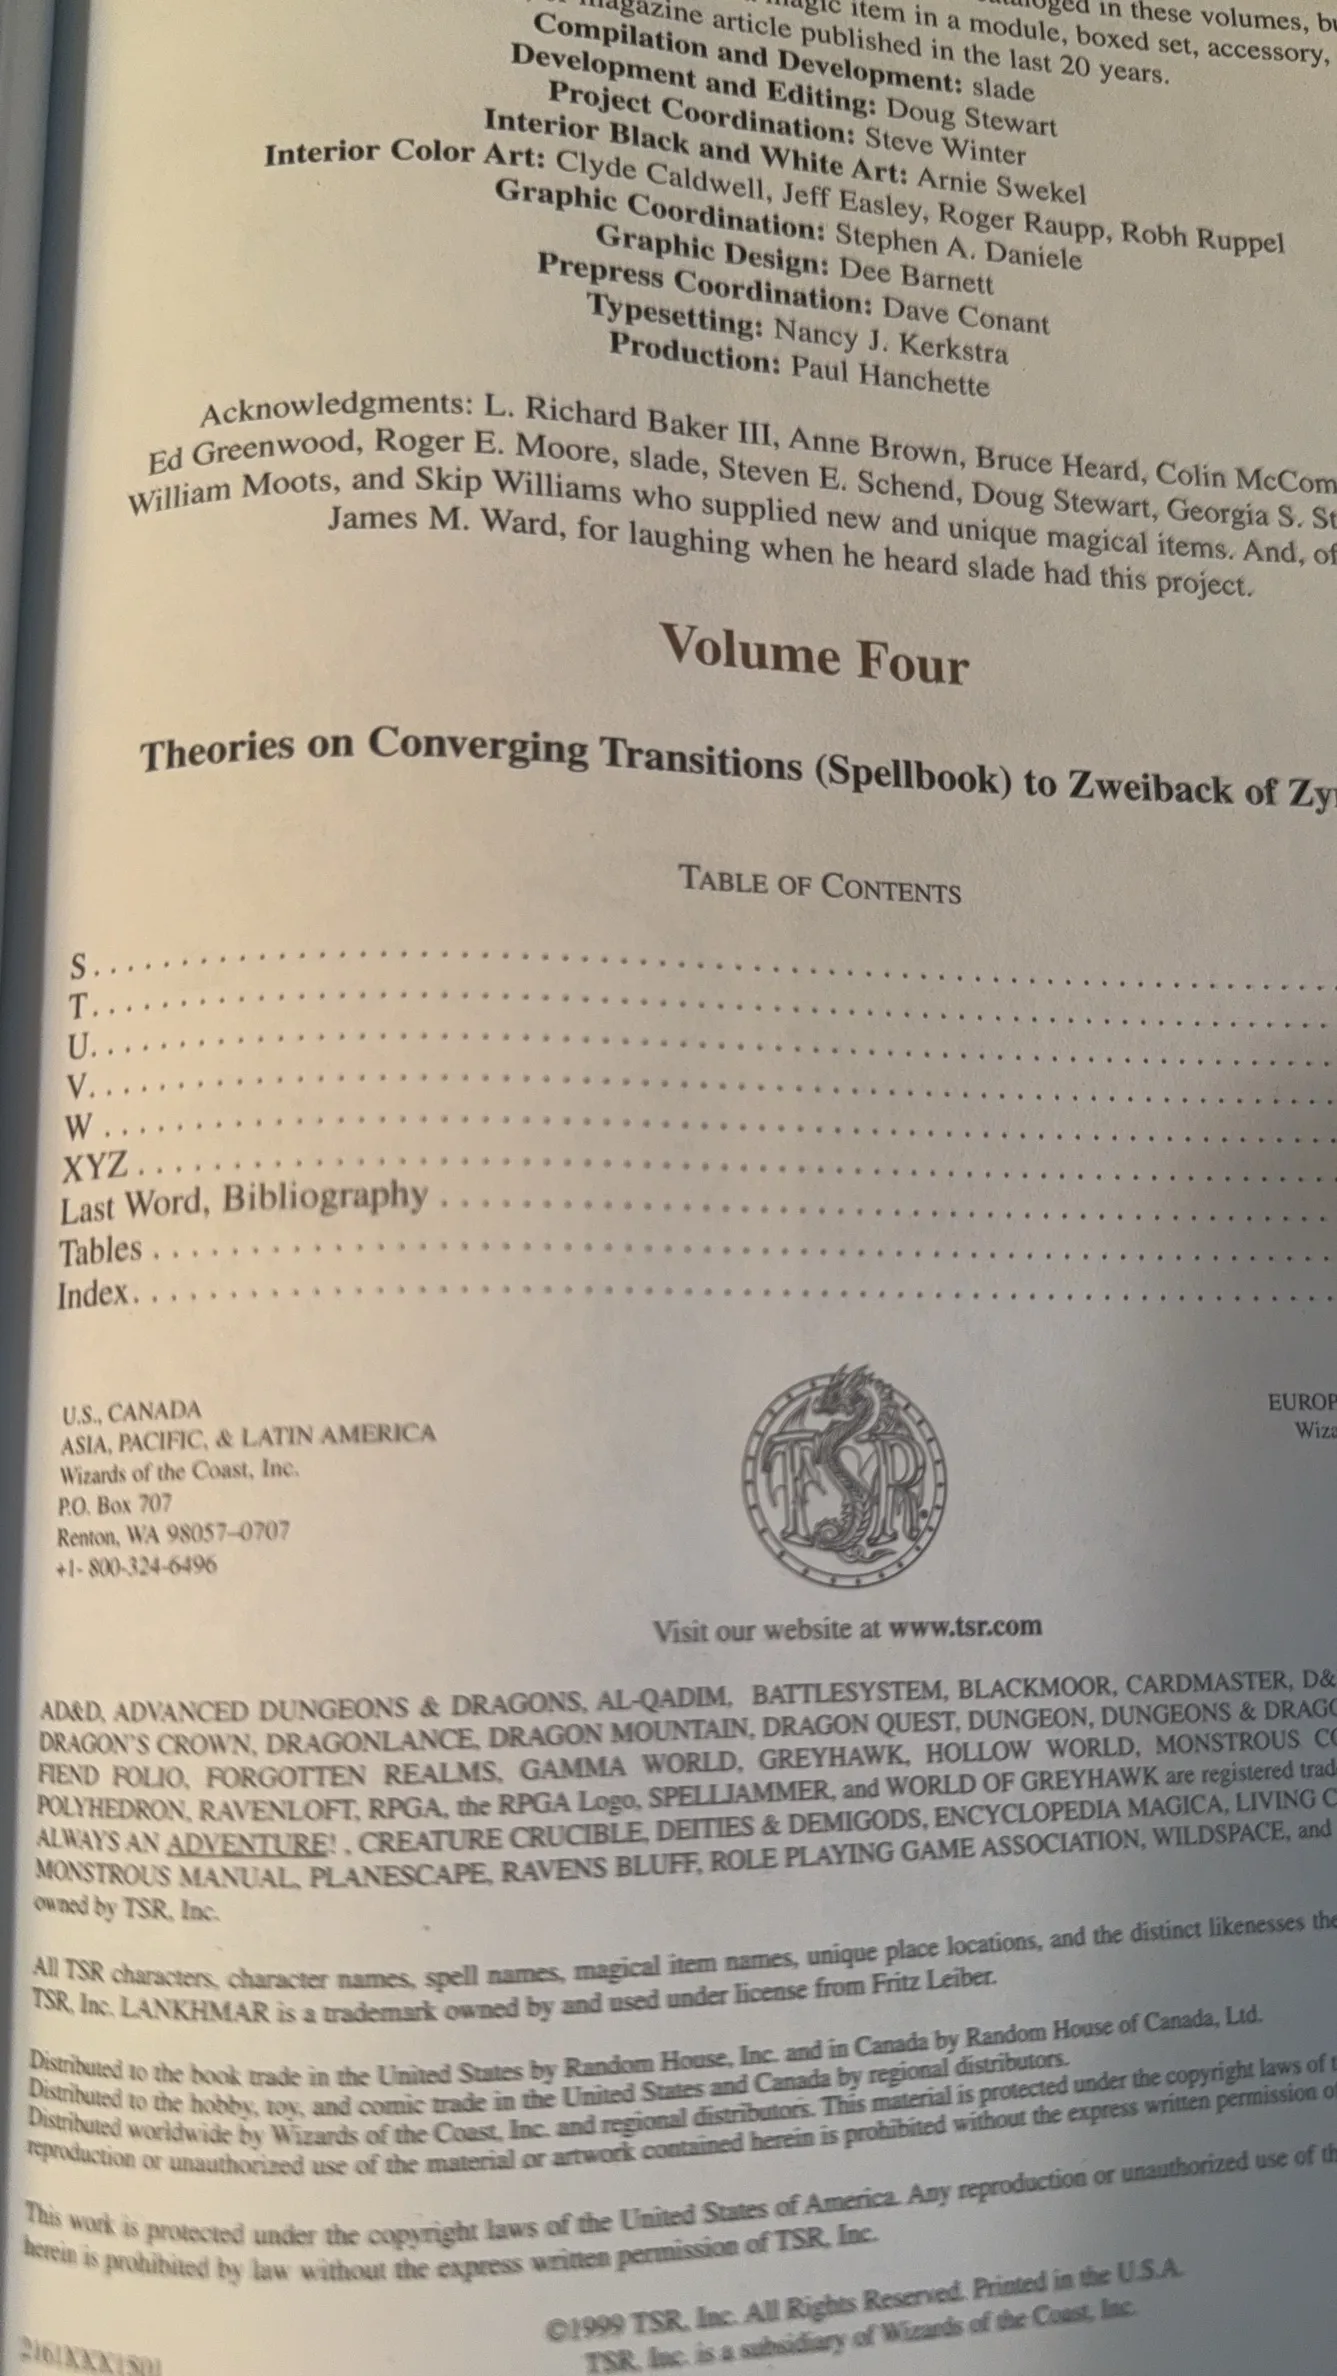 in these volumes,
magazine article published in the last 20 years.
item in a module, boxed set, accessory,
Compilation and Development: slade
Development and Editing: Doug Stewart
Project Coordination: Steve Winter
Interior Black and White Art: Arnie Swekel
Interior Color Art: Clyde Caldwell, Jeff Easley, Roger Raupp, Robh Ruppel
Graphic Coordination: Stephen A. Daniele
Graphic Design: Dee Barnett
Prepress Coordination: Dave Conant
Typesetting: Nancy J. Kerkstra
Production: Paul Hanchette
Acknowledgments: L. Richard Baker III, Anne Brown, Bruce Heard, Colin McCom
Ed Greenwood, Roger E. Moore, slade, Steven E. Schend, Doug Stewart, Georgia S. St
William Moots, and Skip Williams who supplied new and unique magical items. And, of
James M. Ward, for laughing when he heard slade had this project.
Volume Four
Theories on Converging Transitions (Spellbook) to Zweiback of Zy
TABLE OF CONTENTS
S
T
U
V
W
XYZ
Last Word, Bibliography
Tables
Index
U.S., CANADA
ASIA, PACIFIC, & LATIN AMERICA
Wizards of the Coast, Inc.
P.O. Box 707
Renton, WA 98057–0707
+1- 800-324-6496
EUROP
Wiza
TSR
Visit our website at www.tsr.com
AD&D, ADVANCED DUNGEONS & DRAGONS, AL-QADIM, BATTLESYSTEM, BLACKMOOR, CARDMASTER, D&
DRAGON'S CROWN, DRAGONLANCE, DRAGON MOUNTAIN, DRAGON QUEST, DUNGEON, DUNGEONS & DRAGO
FIEND FOLIO, FORGOTTEN REALMS, GAMMA WORLD, GREYHAWK, HOLLOW WORLD, MONSTROUS CO
POLYHEDRON, RAVENLOFT, RPGA, the RPGA Logo, SPELLJAMMER, and WORLD OF GREYHAWK are registered trad
ALWAYS AN ADVENTURE! , CREATURE CRUCIBLE, DEITIES & DEMIGODS, ENCYCLOPEDIA MAGICA, LIVING C
MONSTROUS MANUAL, PLANESCAPE, RAVENS BLUFF, ROLE PLAYING GAME ASSOCIATION, WILDSPACE, and
owned by TSR, Inc.
All TSR characters, character names, spell names, magical item names, unique place locations, and the distinct likenesses the
TSR, Inc. LANKHMAR is a trademark owned by and used under license from Fritz Leiber.
Distributed to the book trade in the United States by Random House, Inc. and in Canada by Random House of Canada, Ltd.
Distributed to the hobby, toy, and comic trade in the United States and Canada by regional distributors.
Distributed worldwide by Wizards of the Coast, Inc. and regional distributors. This material is protected under the copyright laws of t
reproduction or unauthorized use of the material or artwork contained herein is prohibited without the express written permission o
This work is protected under the copyright laws of the United States of America. Any reproduction or unauthorized use of th
herein is prohibited by law without the express written permission of TSR, Inc.
©1999 TSR, Inc. All Rights Reserved. Printed in the U.S.A.
TSR, Inc. is a subsidiary of Wizards of the Coast, Inc.
2161XXX1501